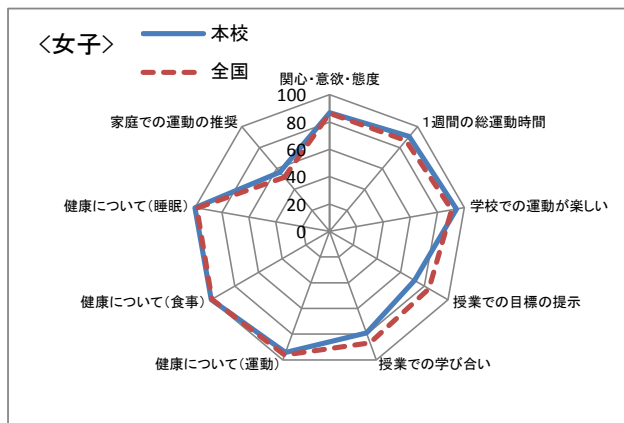 <女子>
本校
全国
関心・意欲・態度
1週間の総運動時間
学校での運動が楽しい
授業での目標の提示
授業での学び合い
健康について(運動)
健康について(食事)
健康について(睡眠)
家庭での運動の推奨
100
80
60
40
20
0